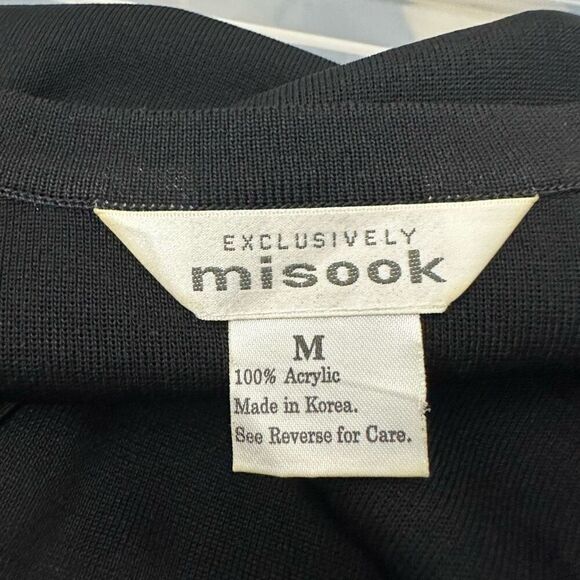 EXCLUSIVELY
misook
M
100% Acrylic
Made in Korea.
See Reverse for Care.